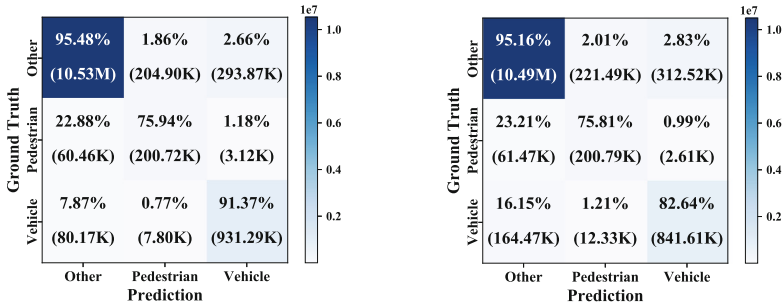 1e7
95.48% 1.86% 2.66%
1.0
Other
(10.53M) (204.90K) (293.87K)
0.8
22.88% 75.94% 1.18%
0.6
Ground Truth
Pedestrian
(60.46K) (200.72K) (3.12K)
0.4
7.87% 0.77% 91.37%
0.2
Vehicle
(80.17K) (7.80K) (931.29K)
Other Pedestrian Vehicle
Prediction
1e7
95.16% 2.01% 2.83%
1.0
Other
(10.49M) (221.49K) (312.52K)
0.8
23.21% 75.81% 0.99%
0.6
Ground Truth
Pedestrian
(61.47K) (200.79K) (2.61K)
0.4
16.15% 1.21% 82.64%
0.2
Vehicle
(164.47K) (12.33K) (841.61K)
Other Pedestrian Vehicle
Prediction